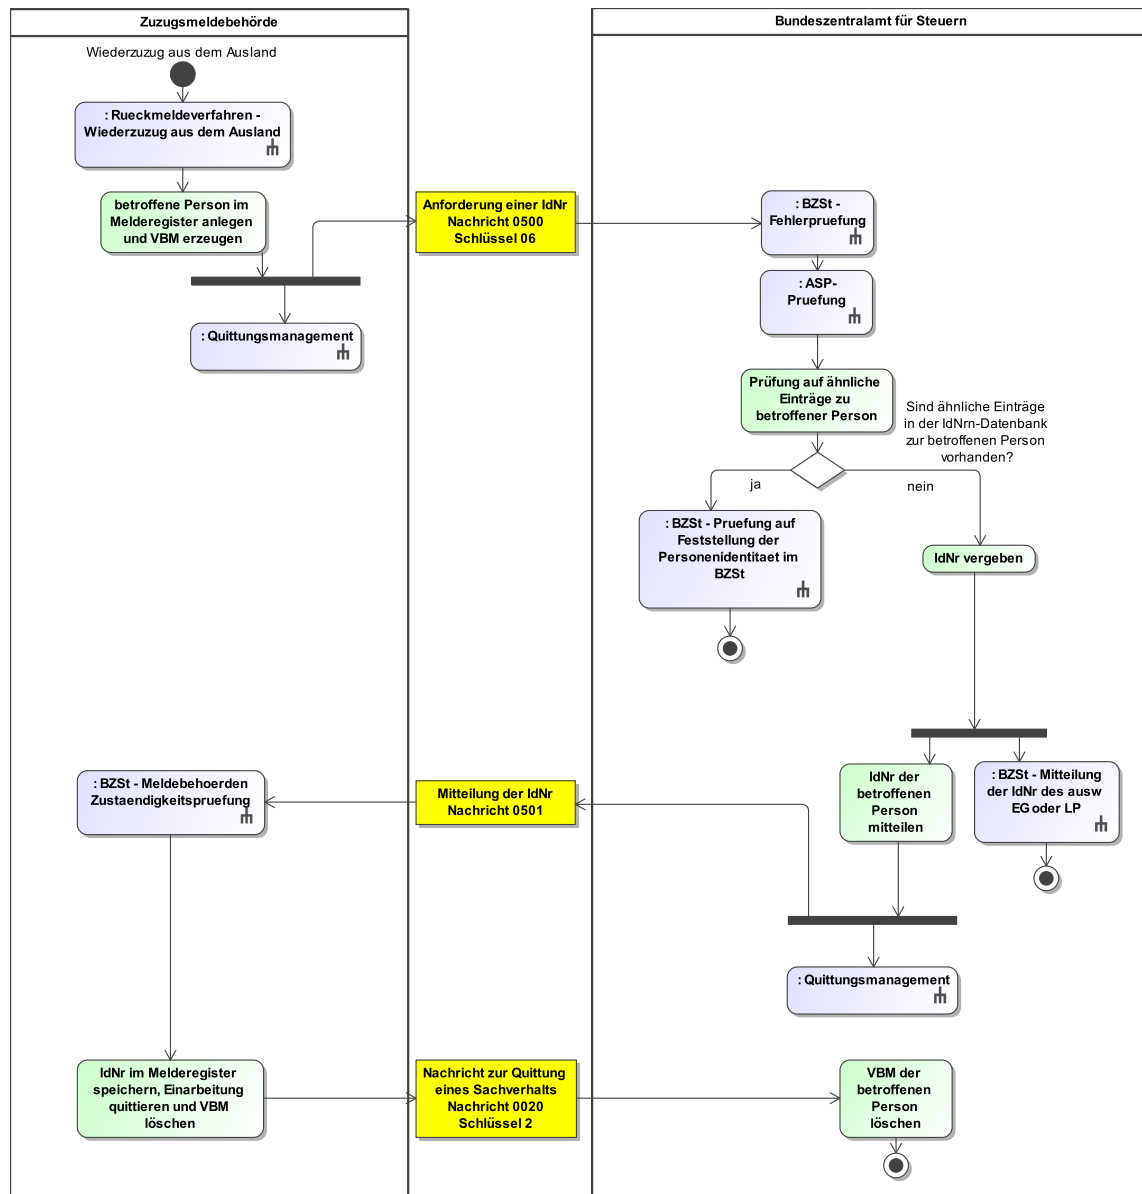 Zuzugsmeldebehörde
Bundeszentralamt für Steuern
Wiederzuzug aus dem Ausland
: Rueckmeldeverfahren -
Wiederzuzug aus dem Ausland
betroffene Person im
Melderegister anlegen
und VBM erzeugen
Anforderung einer IdNr
Nachricht 0500
Schlüssel 06
: BZSt -
Fehlerpruefung
: ASP-
Pruefung
: Quittungsmanagement
Prüfung auf ähnliche
Einträge zu
betroffener Person
Sind ähnliche Einträge
in der IdNrn-Datenbank
zur betroffenen Person
vorhanden?
ja
nein
: BZSt - Pruefung auf
Feststellung der
Personenidentitaet im
BZSt
IdNr vergeben
: BZSt - Meldebehoerden
Zustaendigkeitspruefung
Mitteilung der IdNr
Nachricht 0501
IdNr der
betroffenen
Person
mitteilen
: BZSt - Mitteilung
der IdNr des ausw
EG oder LP
: Quittungsmanagement
IdNr im Melderegister
speichern, Einarbeitung
quittieren und VBM
löschen
Nachricht zur Quittung
eines Sachverhalts
Nachricht 0020
Schlüssel 2
VBM der
betroffenen
Person
löschen